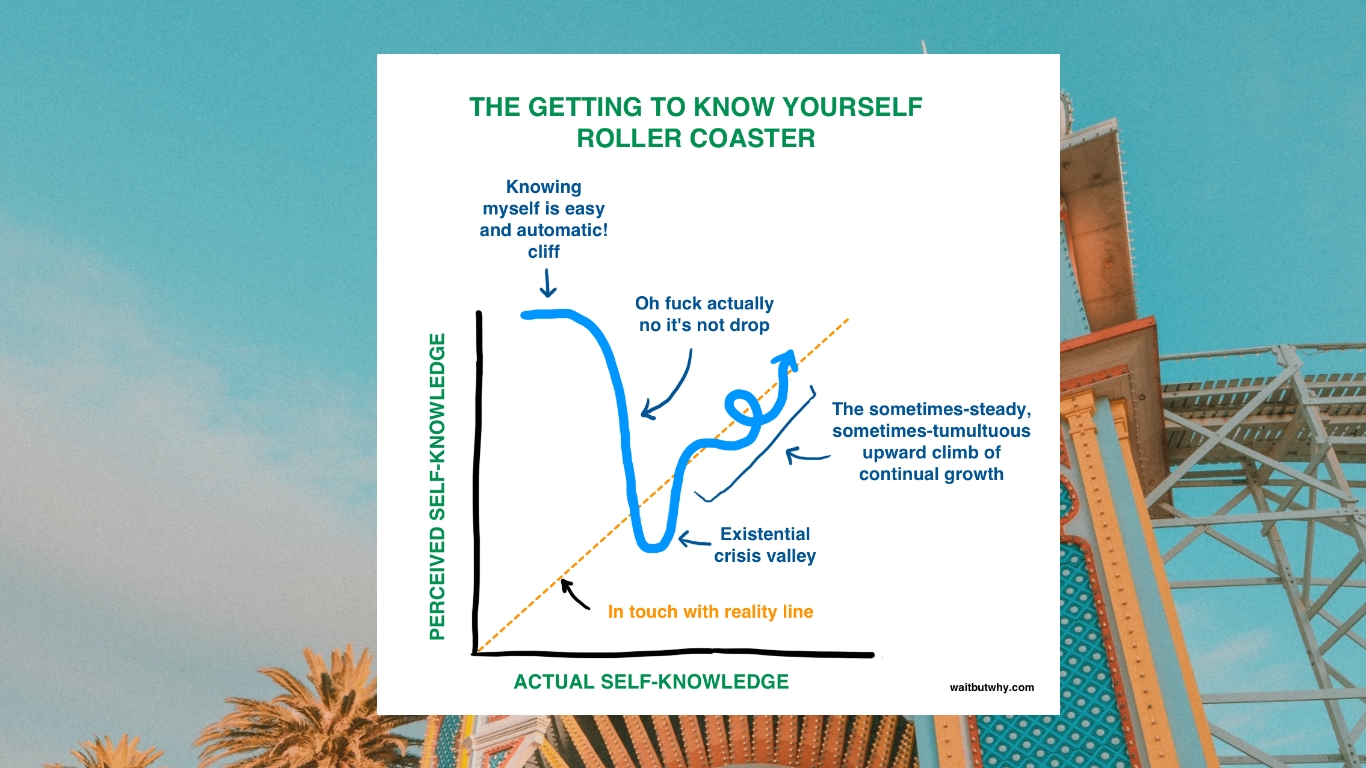 THE GETTING TO KNOW YOURSELF
ROLLER COASTER
Knowing
myself is easy
and automatic!
cliff
Oh fuck actually
no it's not drop
The sometimes-steady,
sometimes-tumultuous
upward climb of
continual growth
Existential
crisis valley
In touch with reality line
PERCEIVED SELF-KNOWLEDGE
ACTUAL SELF-KNOWLEDGE
waitbutwhy.com